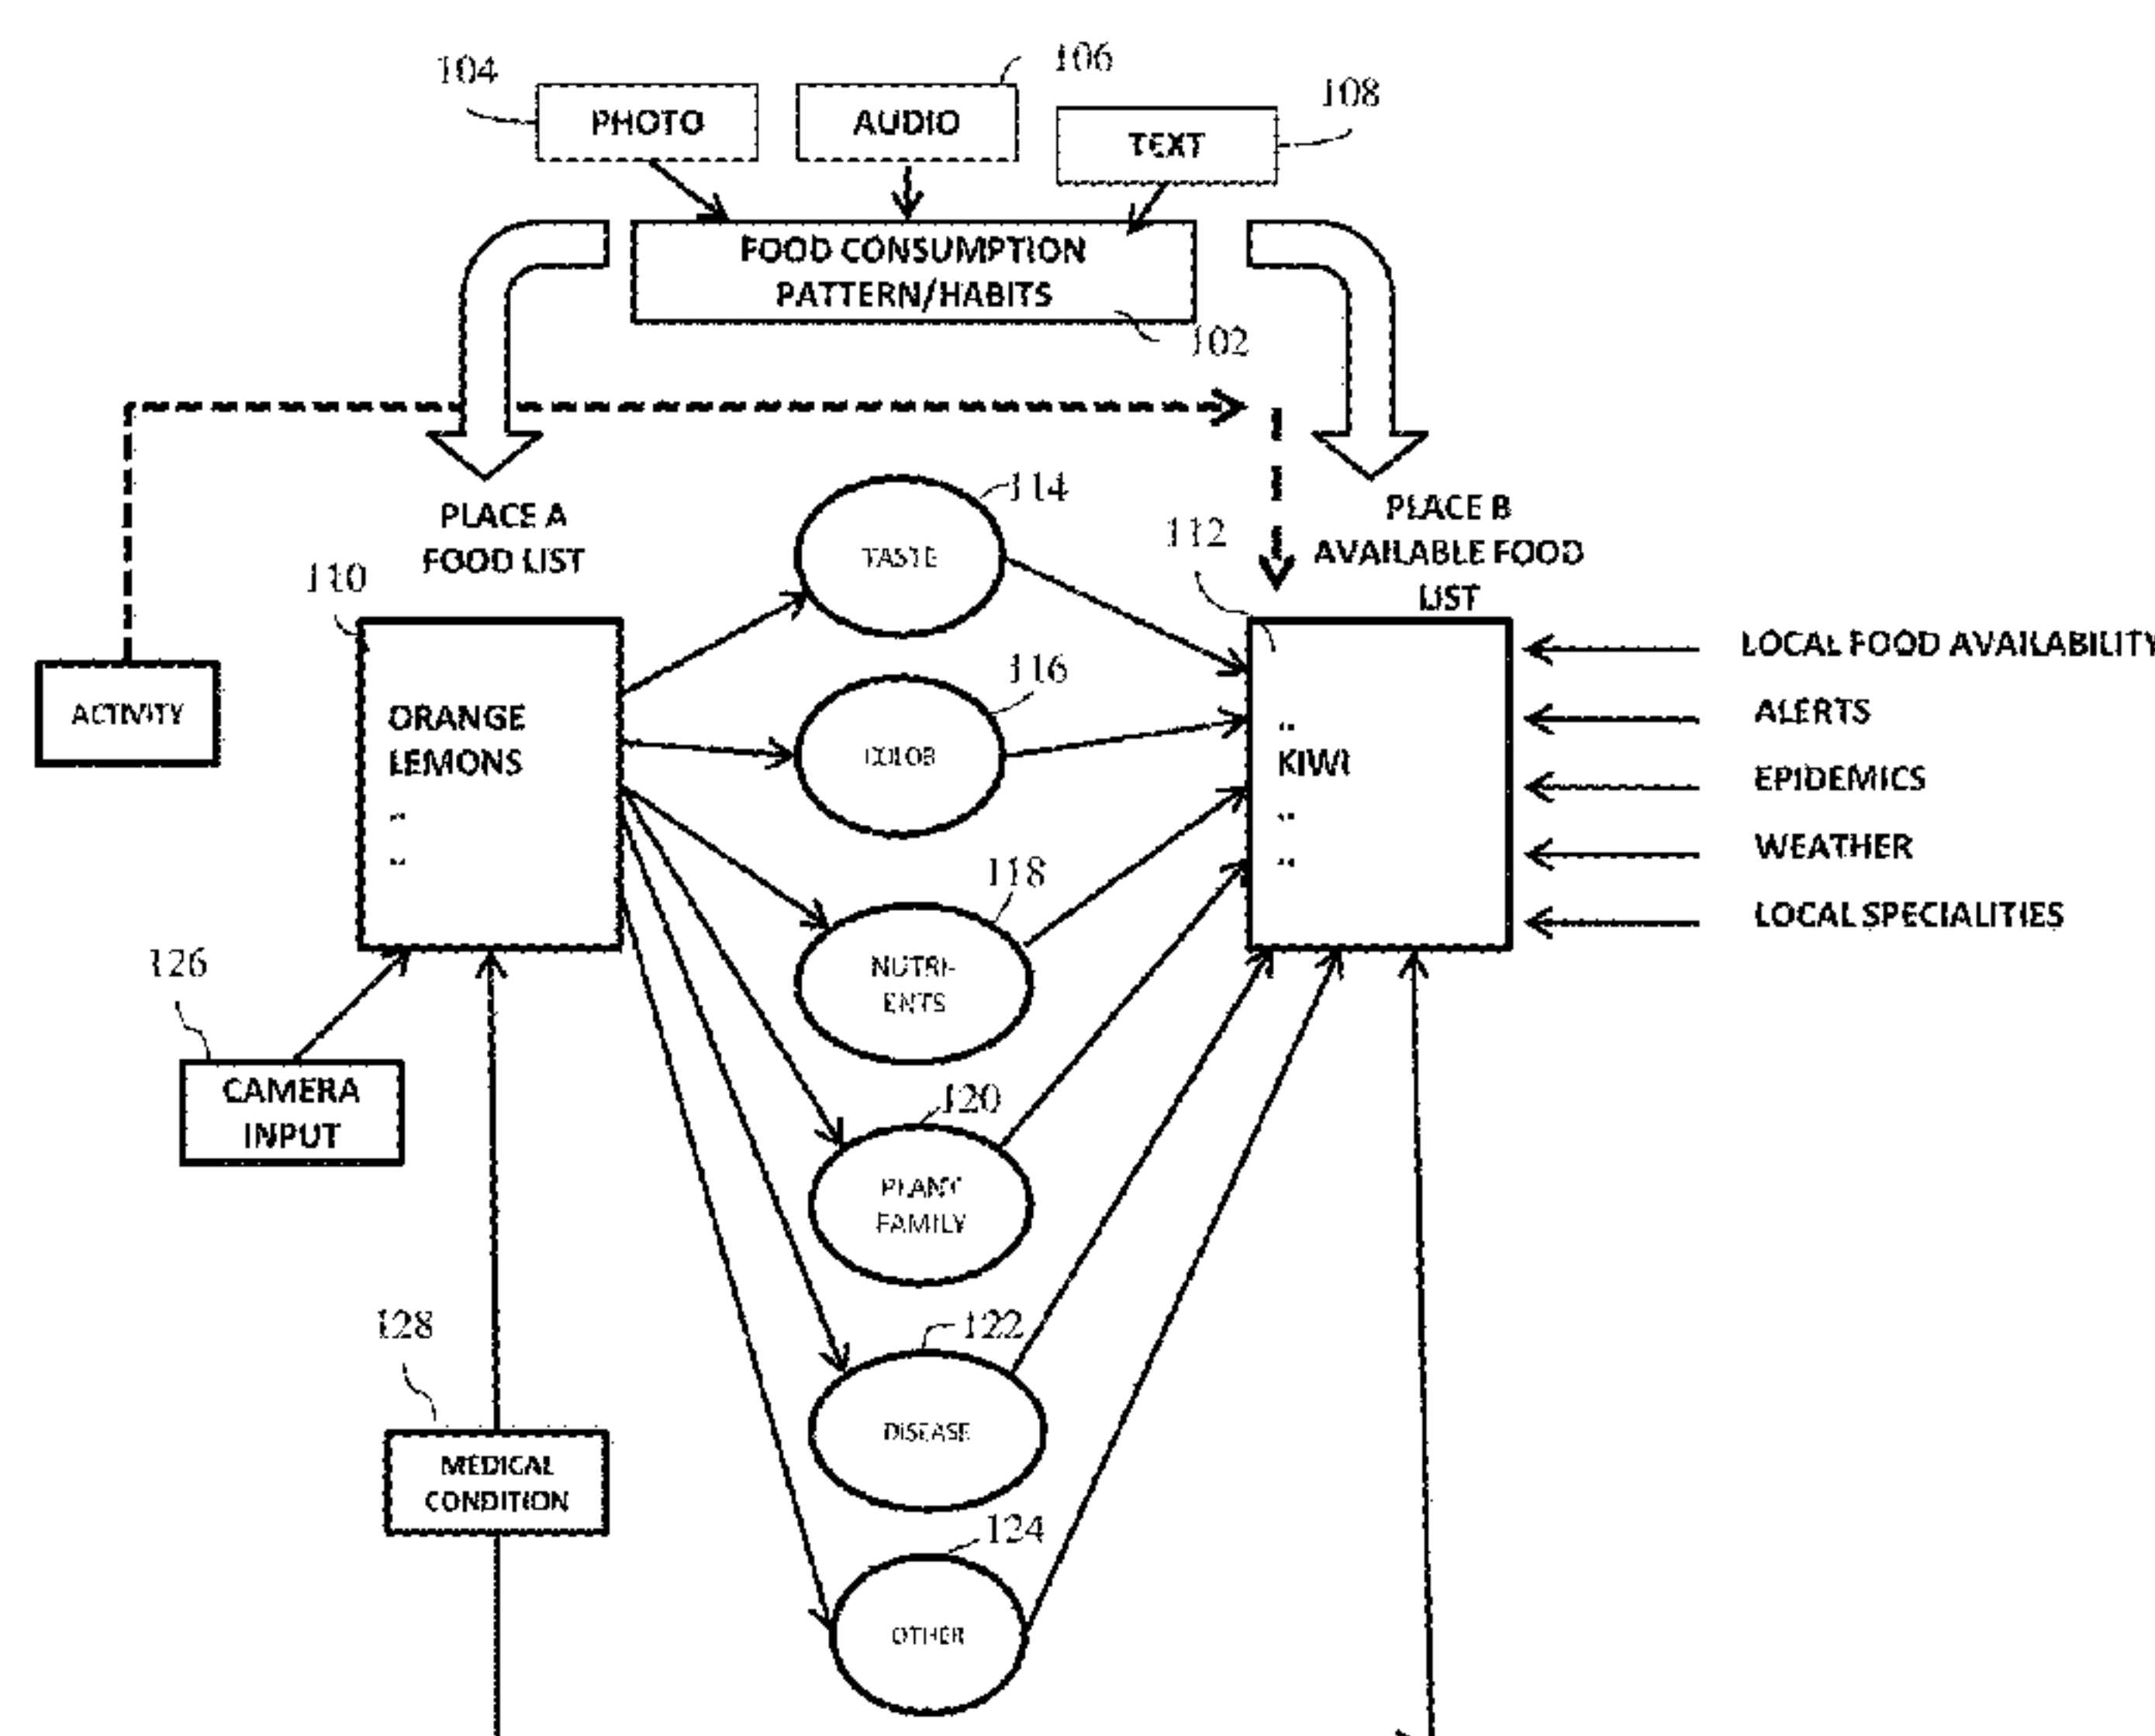 104
106
108
PHOTO
AUDIO
TEXT
FOOD CONSUMPTION
PATTERN/HABITS
102
PLACE A
FOOD LIST
110
114
TASTE
112
PLACE B
AVAILABLE FOOD
LIST
ACTIVITY
ORANGE
LEMONS
116
COLOR
KIWI
LOCAL FOOD AVAILABILITY
ALERTS
EPIDEMICS
WEATHER
LOCAL SPECIALITIES
118
NUTRI-
ENTS
126
CAMERA
INPUT
120
PLANT
FAMILY
128
MEDICAL
CONDITION
122
DISEASE
124
OTHER